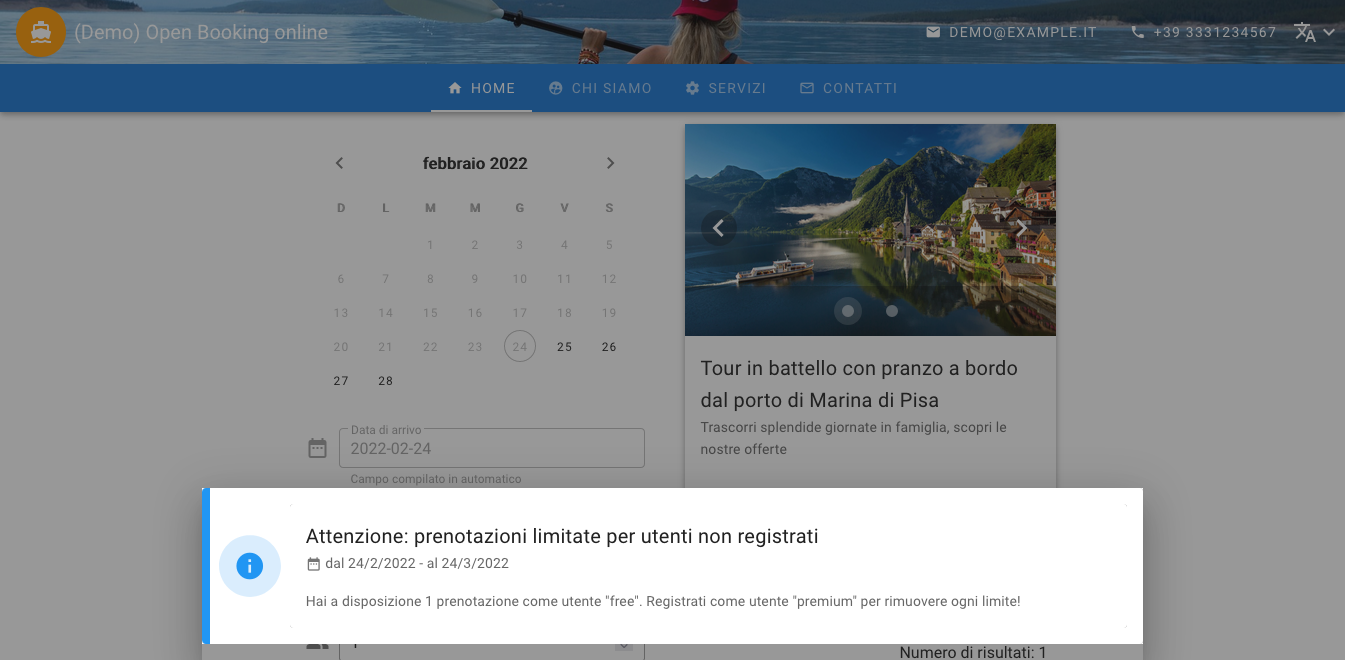 (Demo) Open Booking online
DEMO@EXAMPLE.IT
+39 3331234567
HOME
CHI SIAMO
SERVIZI
CONTATTI
febbraio 2022
D L M M G V S
1 2 3 4 5
6 7 8 9 10 11 12
13 14 15 16 17 18 19
20 21 22 23 24 25 26
27 28
Data di arrivo
2022-02-24
Campo compilato in automatico
Tour in battello con pranzo a bordo
dal porto di Marina di Pisa
Trascorri splendide giornate in famiglia, scopri le
nostre offerte
Attenzione: prenotazioni limitate per utenti non registrati
dal 24/2/2022 - al 24/3/2022
Hai a disposizione 1 prenotazione come utente "free". Registrati come utente "premium" per rimuovere ogni limite!
Numero di risultati: 1